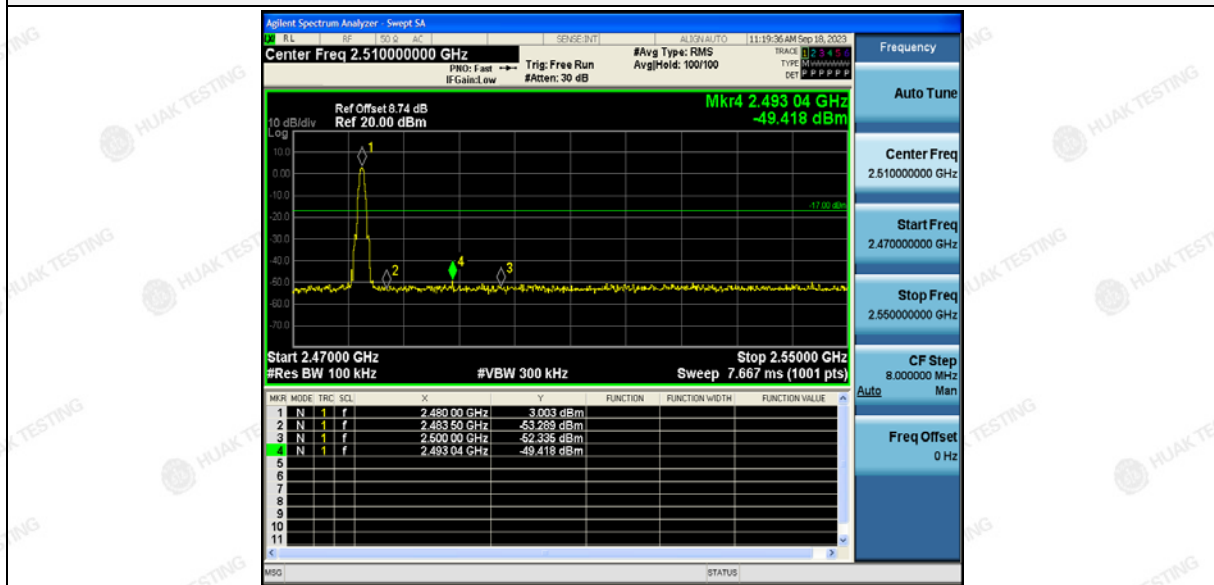 Agilent Spectrum Analyzer - Swept SA
RL RF 50 Ω AC SENSE:INT ALIGN AUTO 11:19:36 AM Sep 18, 2023
Center Freq 2.510000000 GHz
PNO: Fast
IFGain:Low
Trig: Free Run
#Atten: 30 dB
#Avg Type: RMS
Avg|Hold: 100/100
TRACE 1 2 3 4 5 6
TYPE M
DET P P P P P P
Ref Offset 8.74 dB
10 dB/div Ref 20.00 dBm
Log
Mkr4 2.493 04 GHz
-49.418 dBm
10.0
0.00
-10.0
-20.0
-30.0
-40.0
-50.0
-60.0
-70.0
1
2
4
3
-17.00 dBm
Start 2.47000 GHz Stop 2.55000 GHz
#Res BW 100 kHz #VBW 300 kHz Sweep 7.667 ms (1001 pts)
MKR MODE TRC SCL X Y FUNCTION FUNCTION WIDTH FUNCTION VALUE
1 N 1 f 2.480 00 GHz 3.003 dBm
2 N 1 f 2.483 50 GHz -53.289 dBm
3 N 1 f 2.500 00 GHz -52.335 dBm
4 N 1 f 2.493 04 GHz -49.418 dBm
5
6
7
8
9
10
11
MSG STATUS
Frequency
Auto Tune
Center Freq
2.510000000 GHz
Start Freq
2.470000000 GHz
Stop Freq
2.550000000 GHz
CF Step
8.000000 MHz
Auto Man
Freq Offset
0 Hz
HUAK TESTING
HUAK TESTING
HUAK TESTING
HUAK TESTING